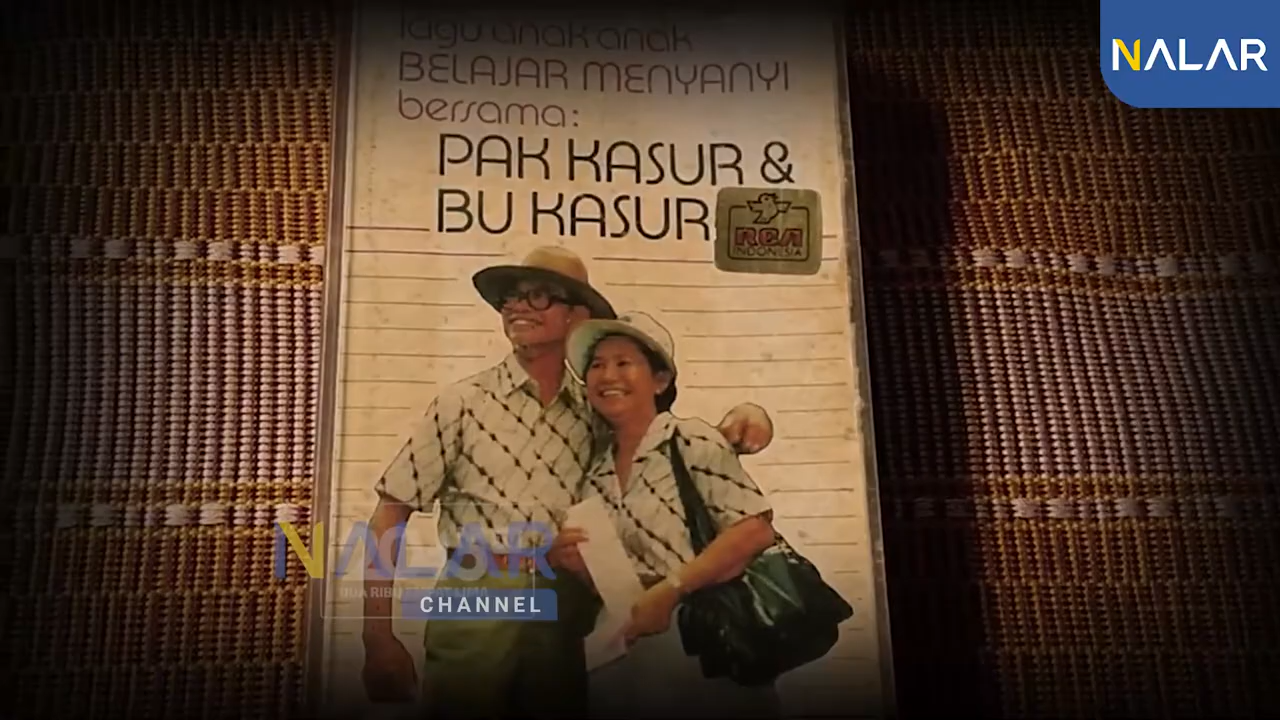 lagu anak anak
BELAJAR MENYANYI
bersama:
PAK KASUR &
BU KASUR
RCA
INDONESIA
NALAR
NALAR
CHANNEL